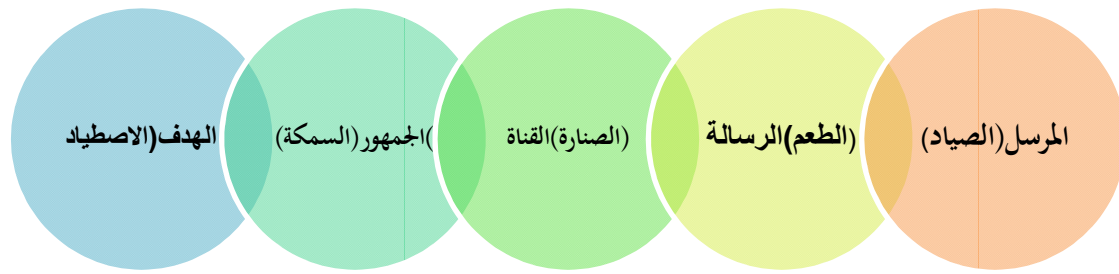 المرسل(الصياد)
(الطعم)الرسالة
(الصنارة)القناة
)الجمهور(السمكة)
الهدف(الاصطياد